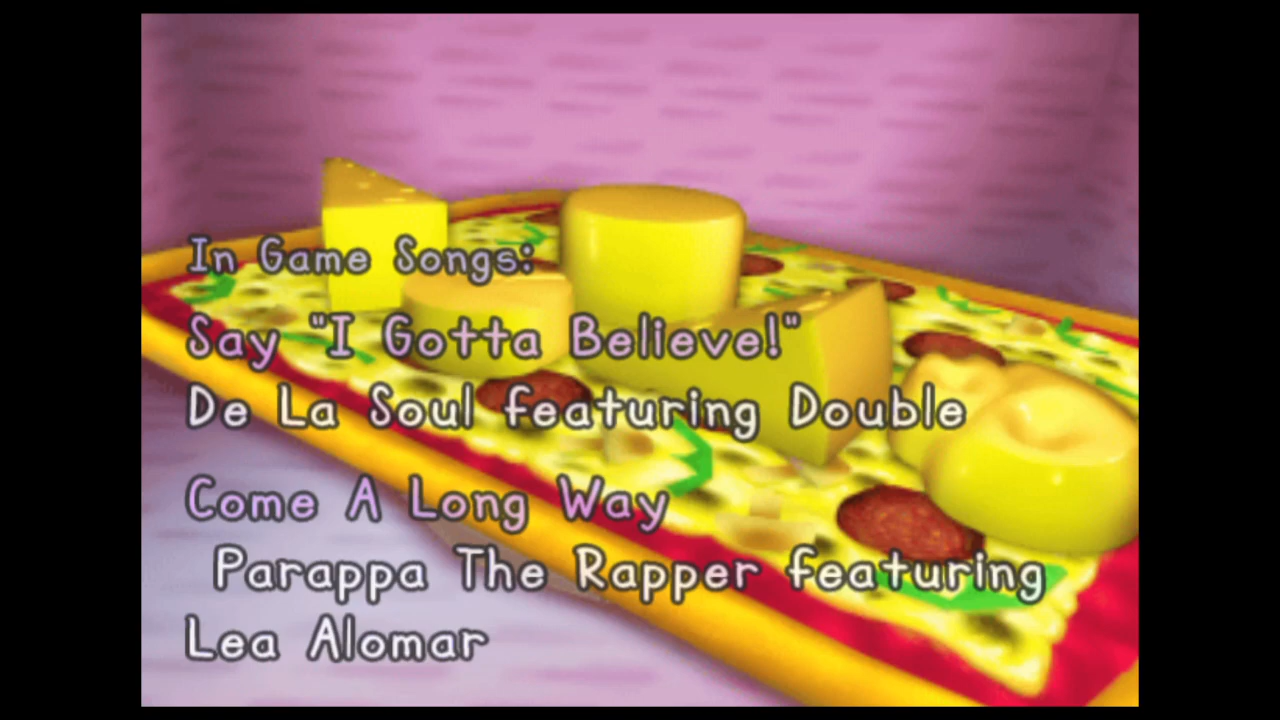 In Game Songs:
Say "I Gotta Believe!"
De La Soul featuring Double
Come A Long Way
Parappa The Rapper featuring
Lea Alomar